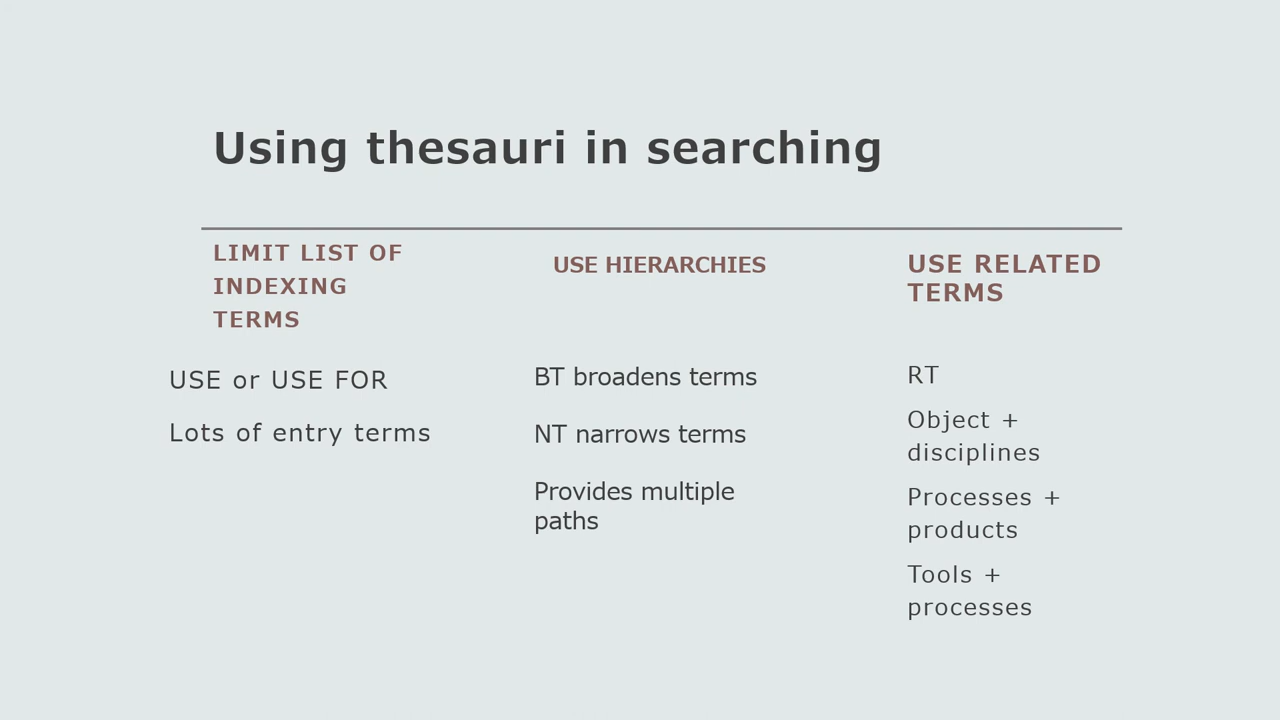 Using thesauri in searching
LIMIT LIST OF
INDEXING
TERMS
USE or USE FOR
Lots of entry terms
USE HIERARCHIES
BT broadens terms
NT narrows terms
Provides multiple
paths
USE RELATED
TERMS
RT
Object +
disciplines
Processes +
products
Tools +
processes